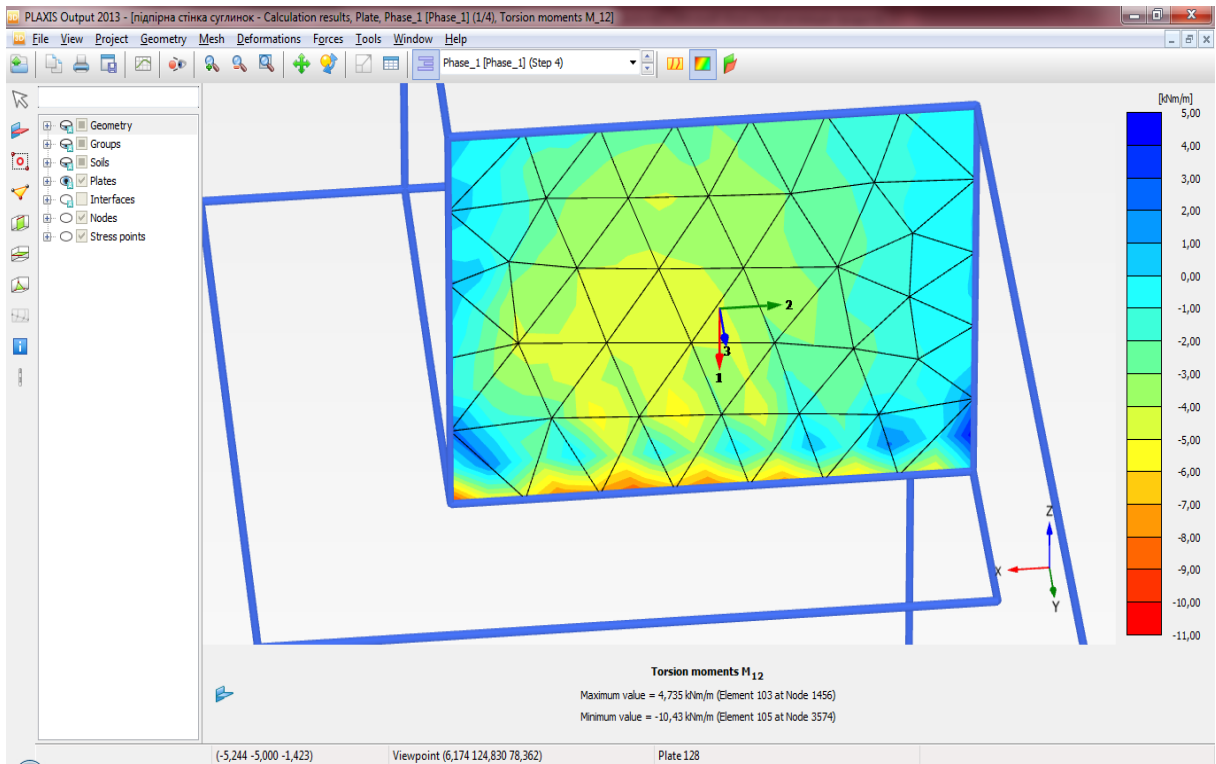 PLAXIS Output 2013 - [підпірна стінка суглинок - Calculation results, Plate, Phase_1 [Phase_1] (1/4), Torsion moments M_12]
File View Project Geometry Mesh Deformations Forces Tools Window Help
Phase_1 [Phase_1] (Step 4)
Geometry
Groups
Soils
Plates
Interfaces
Nodes
Stress points
[kNm/m]
5,00
4,00
3,00
2,00
1,00
0,00
-1,00
-2,00
-3,00
-4,00
-5,00
-6,00
-7,00
-8,00
-9,00
-10,00
-11,00
2
3
1
Z
X
Y
Torsion moments M12
Maximum value = 4,735 kNm/m (Element 103 at Node 1456)
Minimum value = -10,43 kNm/m (Element 105 at Node 3574)
(-5,244 -5,000 -1,423) Viewpoint (6,174 124,830 78,362) Plate 128